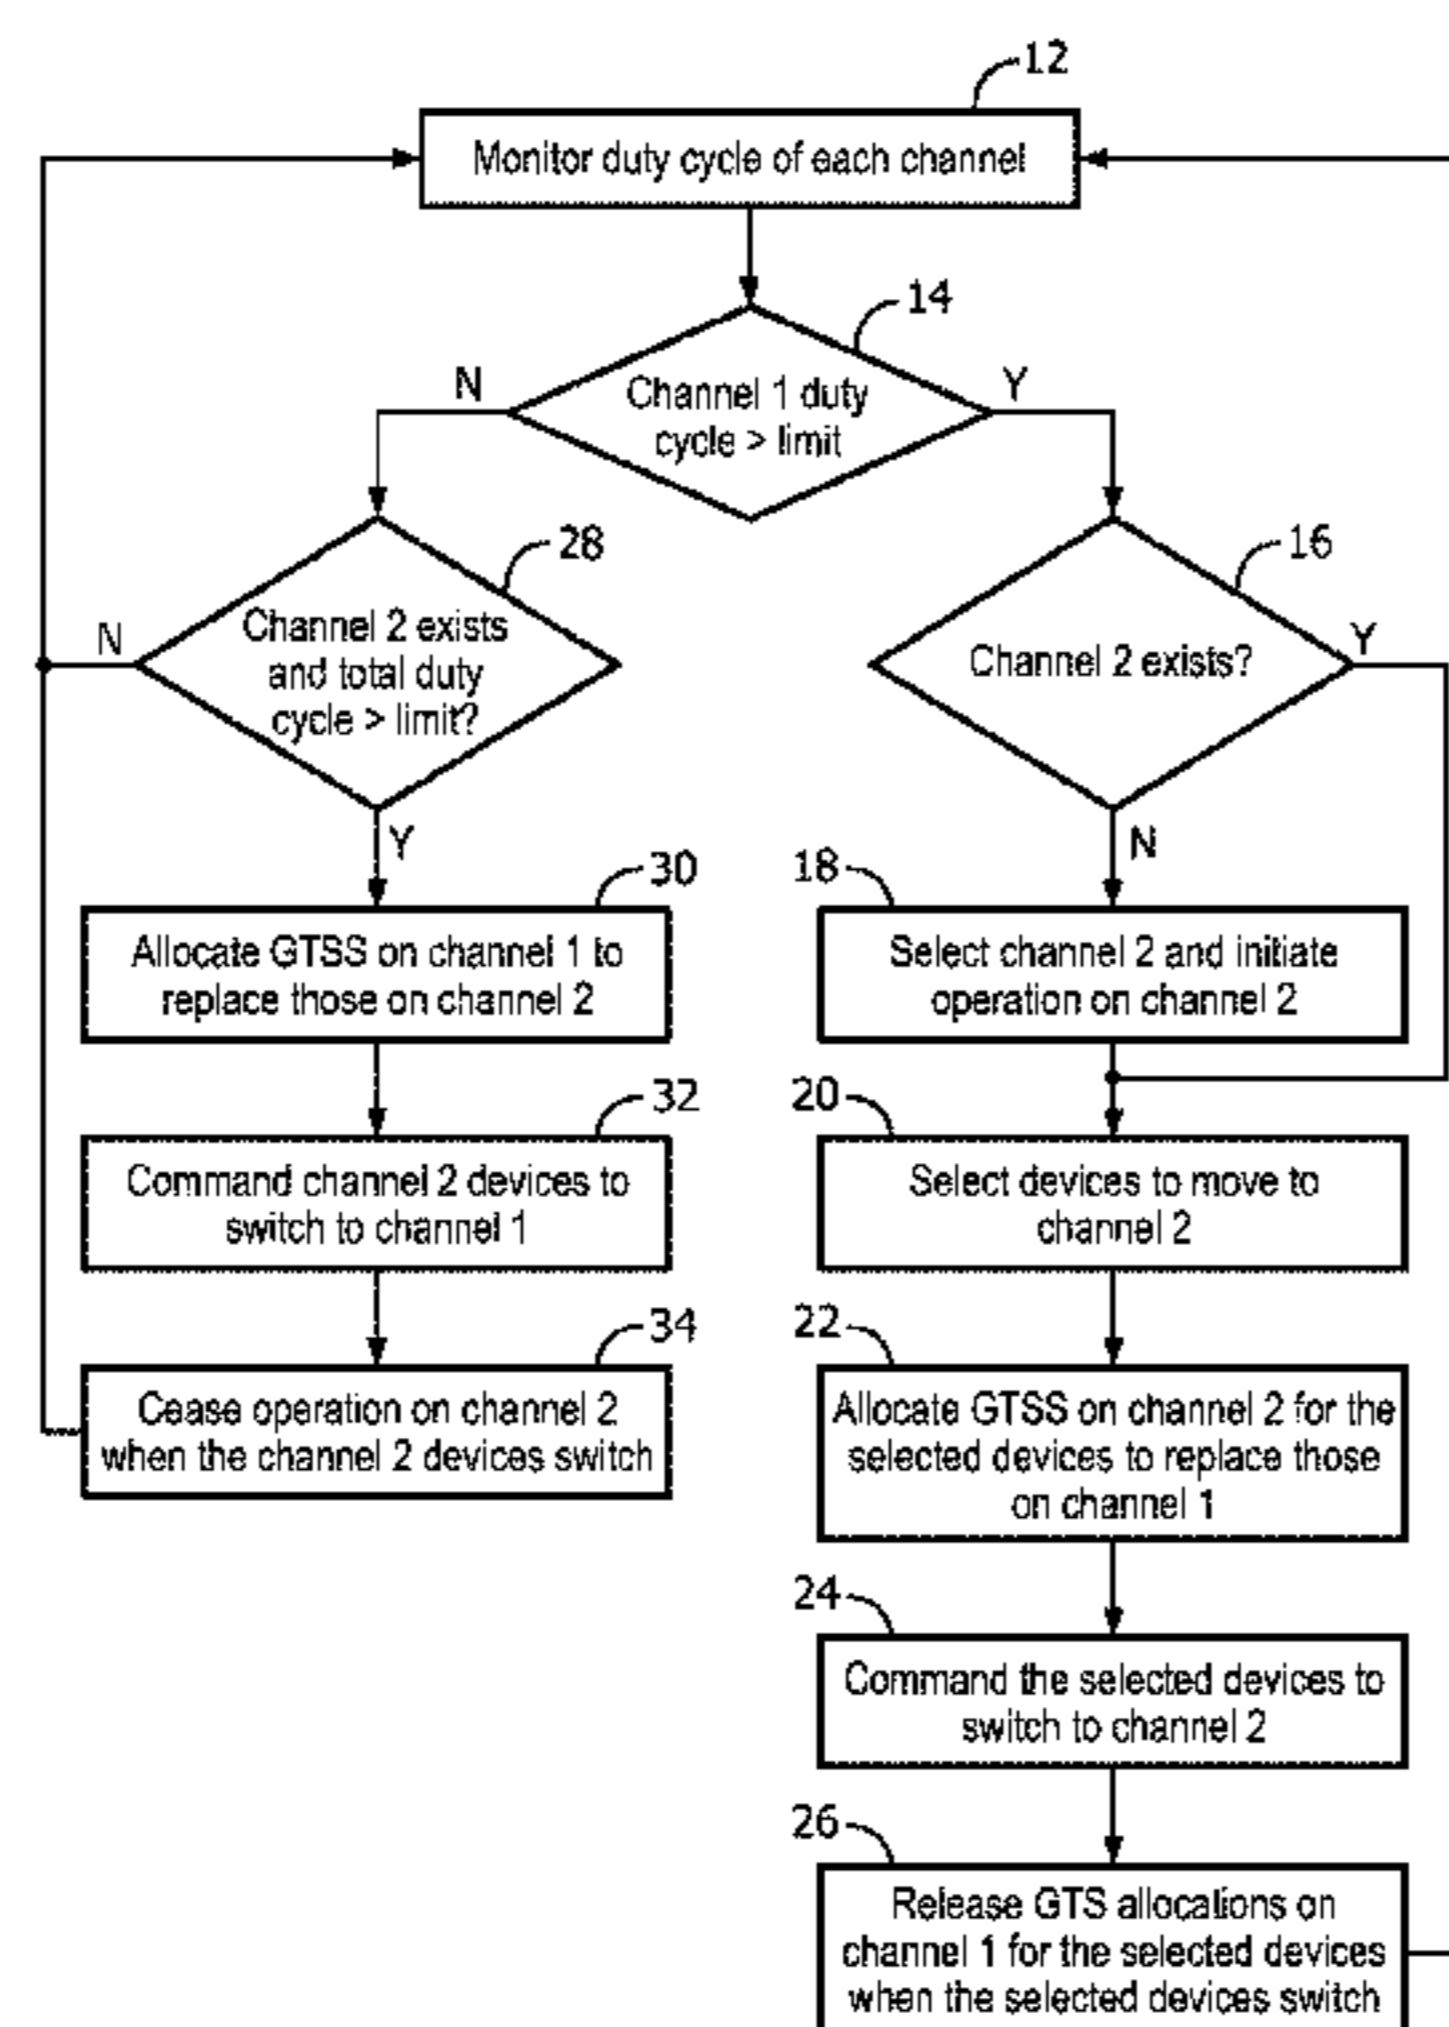 12
Monitor duty cycle of each channel
14
N
Channel 1 duty
cycle > limit
Y
28
N
Channel 2 exists
and total duty
cycle > limit?
Y
16
Channel 2 exists?
Y
N
30
Allocate GTSS on channel 1 to
replace those on channel 2
32
Command channel 2 devices to
switch to channel 1
34
Cease operation on channel 2
when the channel 2 devices switch
18
Select channel 2 and initiate
operation on channel 2
20
Select devices to move to
channel 2
22
Allocate GTSS on channel 2 for the
selected devices to replace those
on channel 1
24
Command the selected devices to
switch to channel 2
26
Release GTS allocations on
channel 1 for the selected devices
when the selected devices switch